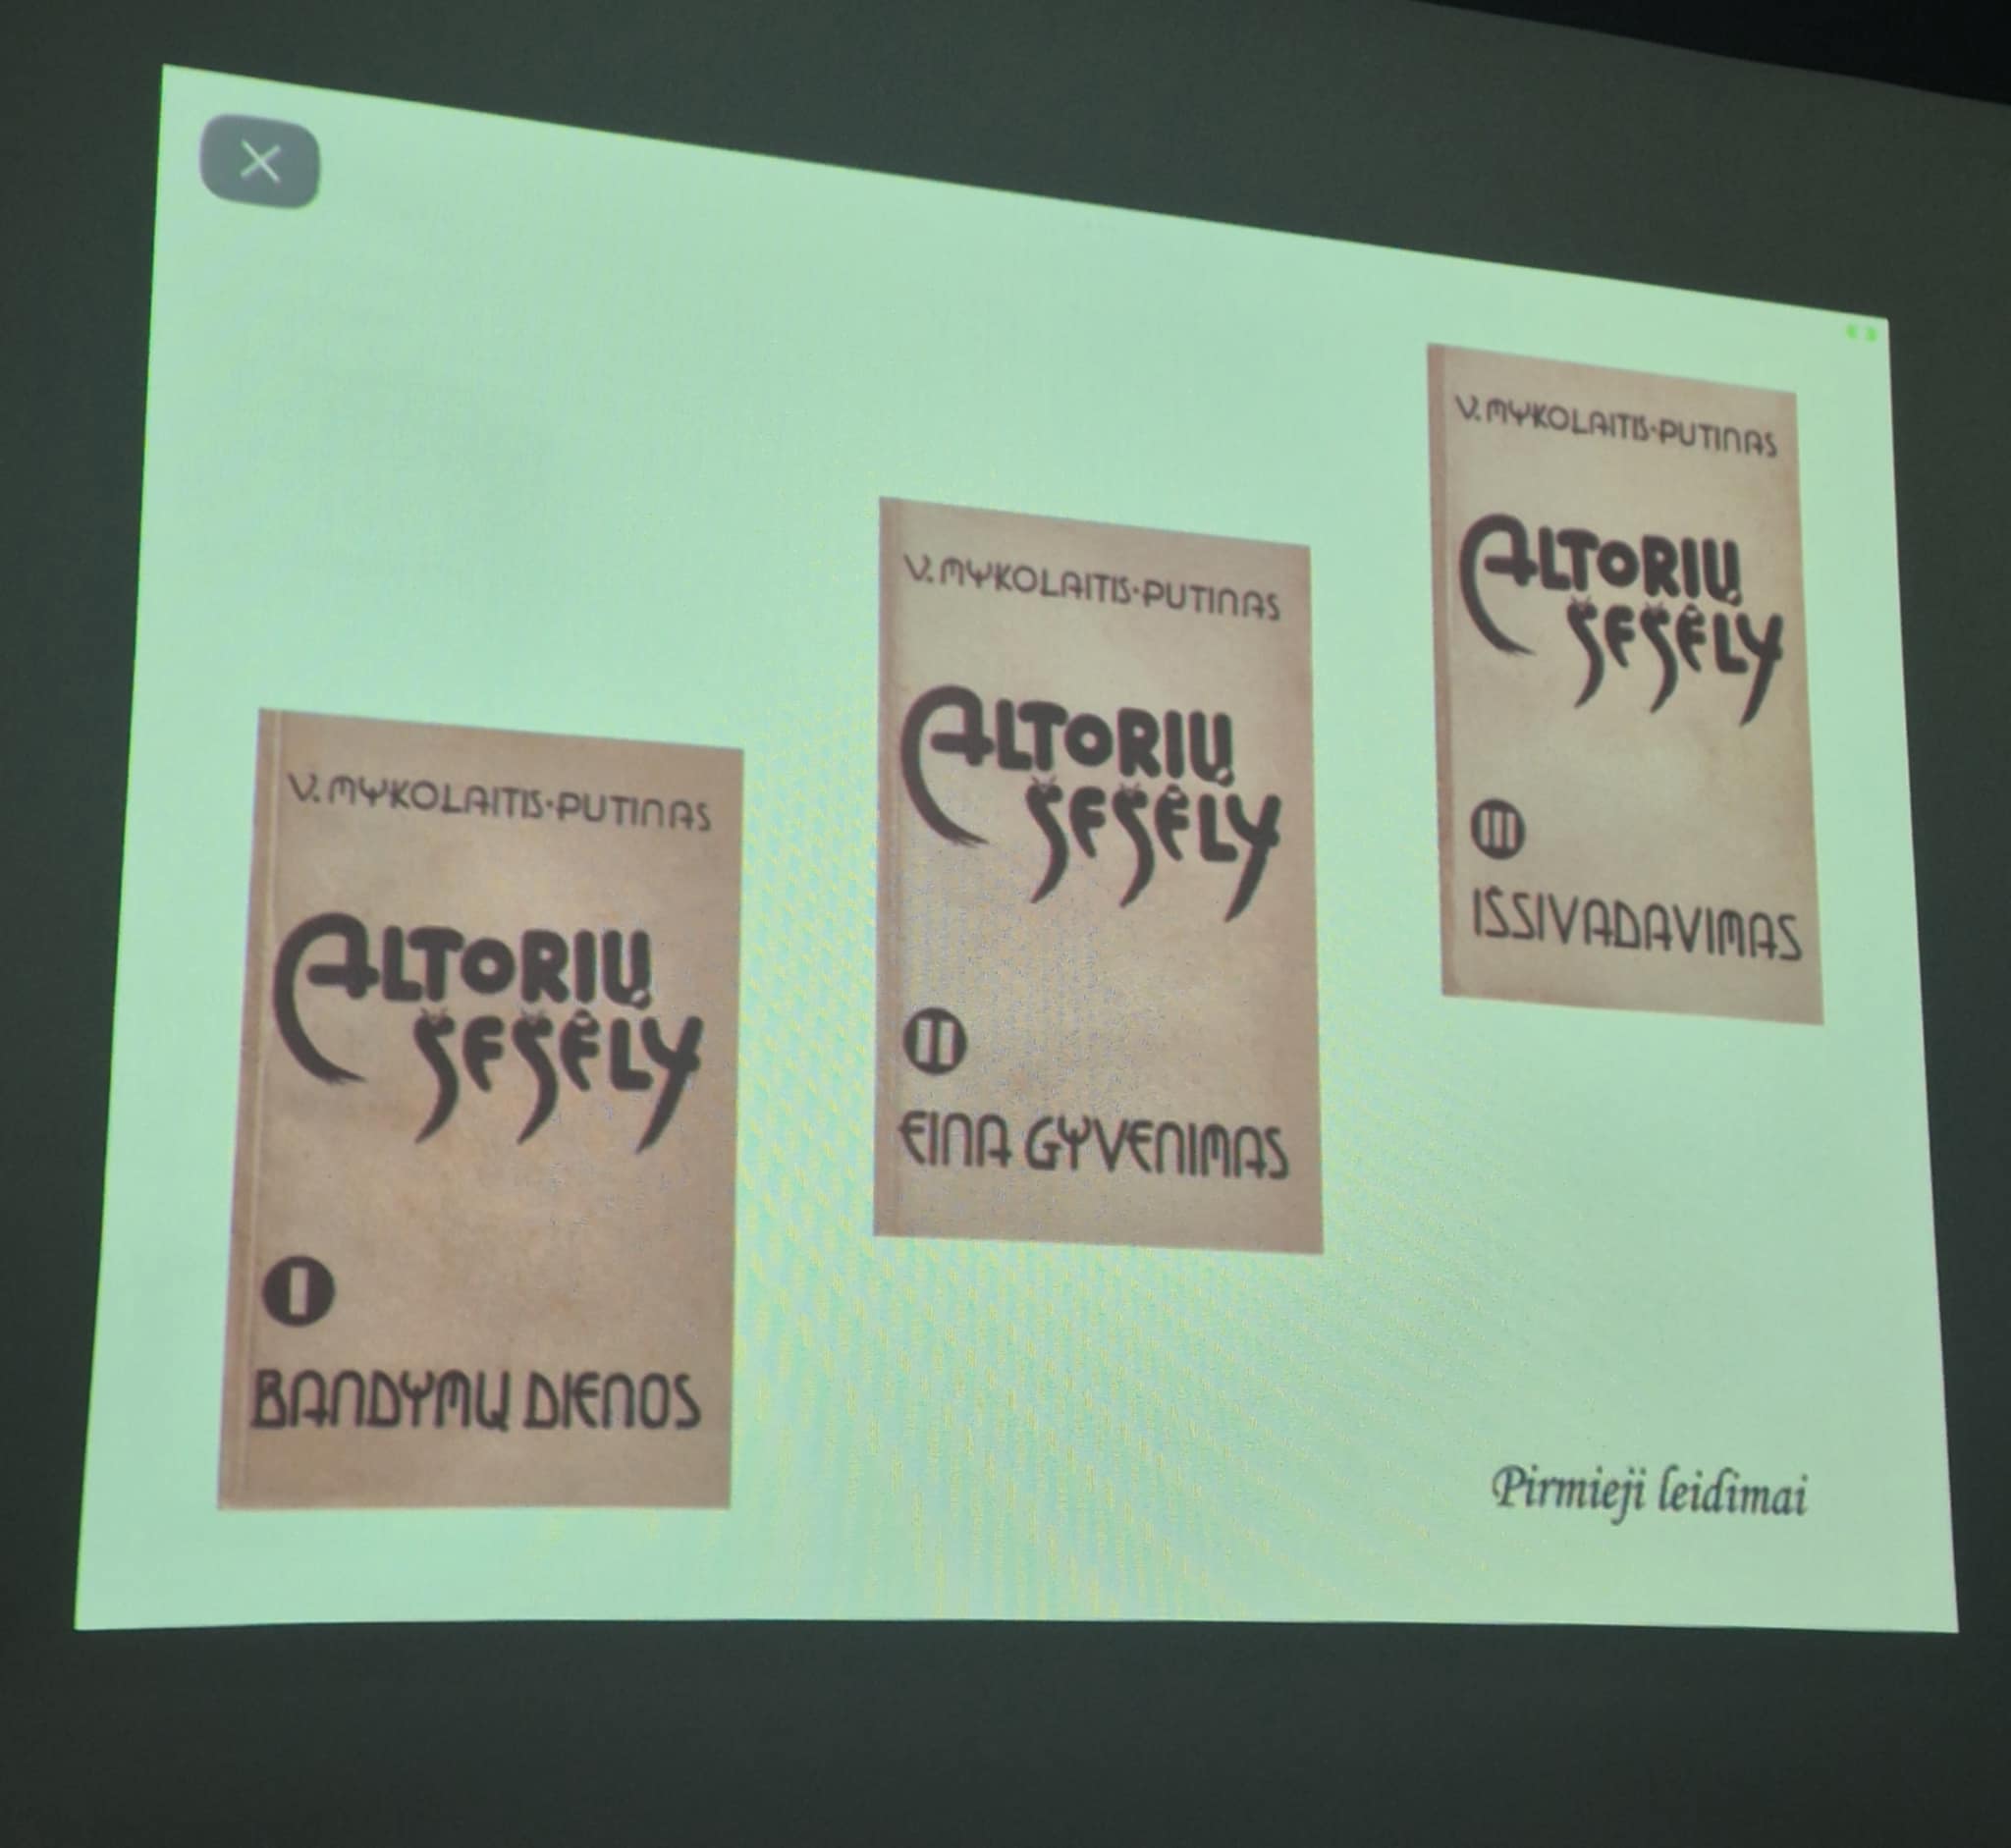 V. MYKOLAITIS-PUTINAS
ALTORIŲ
ŠEŠĖLY
I
BANDYMŲ DIENOS
V. MYKOLAITIS-PUTINAS
ALTORIŲ
ŠEŠĖLY
II
EINA GYVENIMAS
V. MYKOLAITIS-PUTINAS
ALTORIŲ
ŠEŠĖLY
III
IŠSIVADAVIMAS
Pirmieji leidimai